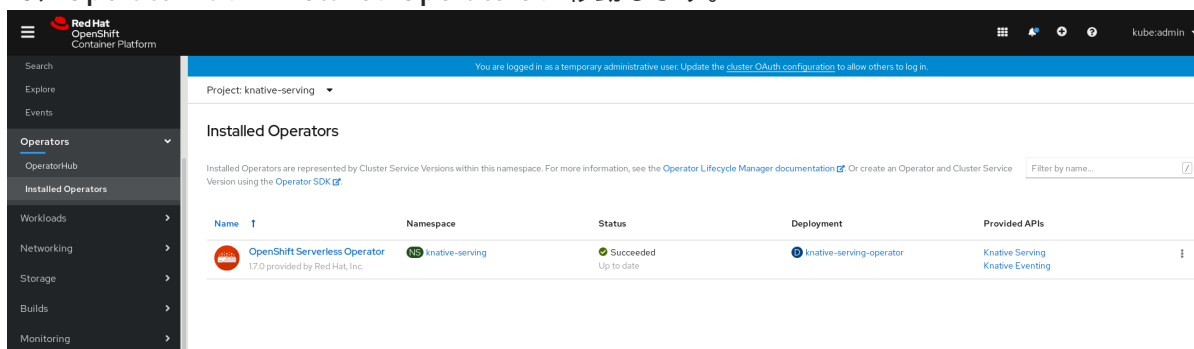 Red Hat
OpenShift
Container Platform
kube:admin
Search
Explore
Events
Operators
OperatorHub
Installed Operators
Workloads
Networking
Storage
Builds
Monitoring
You are logged in as a temporary administrative user. Update the cluster OAuth configuration to allow others to log in.
Project: knative-serving
Installed Operators
Installed Operators are represented by Cluster Service Versions within this namespace. For more information, see the Operator Lifecycle Manager documentation. Or create an Operator and Cluster Service
Version using the Operator SDK.
Filter by name...
/
Name Namespace Status Deployment Provided APIs
OpenShift Serverless Operator NS knative-serving Succeeded D knative-serving-operator Knative Serving
1.7.0 provided by Red Hat, Inc. Up to date Knative Eventing